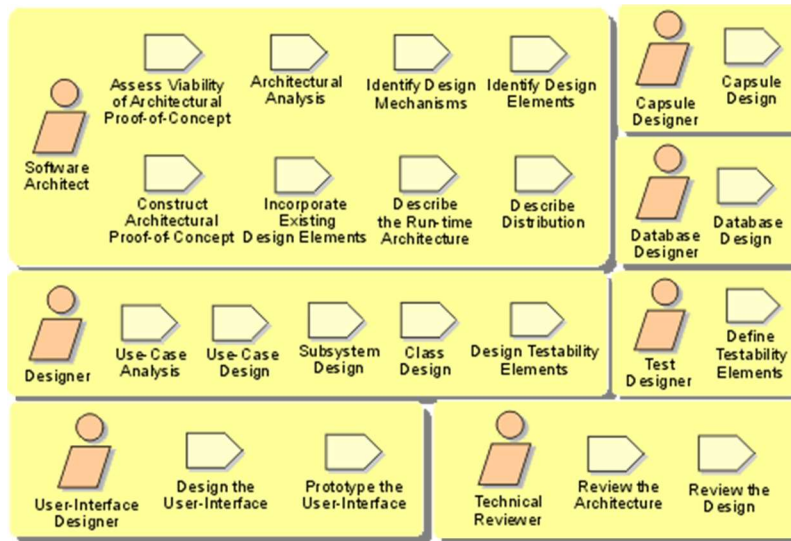 Software
Architect
Assess Viability
of Architectural
Proof-of-Concept
Architectural
Analysis
Identify Design
Mechanisms
Identify Design
Elements
Construct
Architectural
Proof-of-Concept
Incorporate
Existing
Design Elements
Describe
the Run-time
Architecture
Describe
Distribution
Capsule
Designer
Capsule
Design
Database
Designer
Database
Design
Designer
Use-Case
Analysis
Use-Case
Design
Subsystem
Design
Class
Design
Design Testability
Elements
Test
Designer
Define
Testability
Elements
User-Interface
Designer
Design the
User-Interface
Prototype the
User-Interface
Technical
Reviewer
Review the
Architecture
Review the
Design